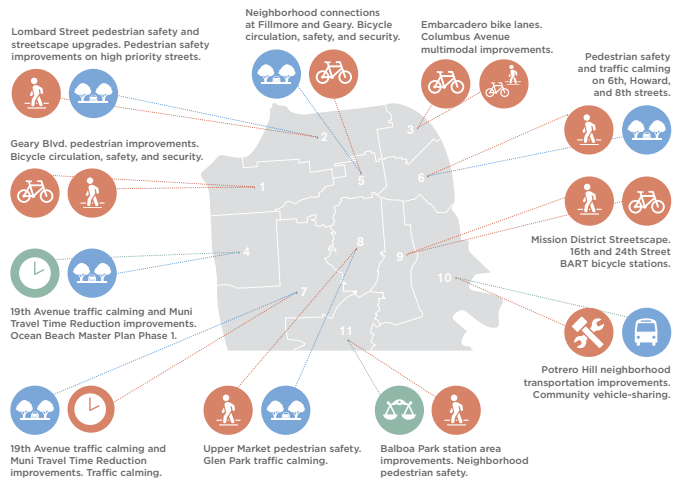 Lombard Street pedestrian safety and
streetscape upgrades. Pedestrian safety
improvements on high priority streets.
Neighborhood connections
at Fillmore and Geary. Bicycle
circulation, safety, and security.
Embarcadero bike lanes.
Columbus Avenue
multimodal improvements.
Pedestrian safety
and traffic calming
on 6th, Howard,
and 8th streets.
Geary Blvd. pedestrian improvements.
Bicycle circulation, safety, and security.
2
3
1
5
6
4
8
9
7
10
11
Mission District Streetscape.
16th and 24th Street
BART bicycle stations.
19th Avenue traffic calming and Muni
Travel Time Reduction improvements.
Ocean Beach Master Plan Phase 1.
Potrero Hill neighborhood
transportation improvements.
Community vehicle-sharing.
19th Avenue traffic calming and
Muni Travel Time Reduction
improvements. Traffic calming.
Upper Market pedestrian safety.
Glen Park traffic calming.
Balboa Park station area
improvements. Neighborhood
pedestrian safety.